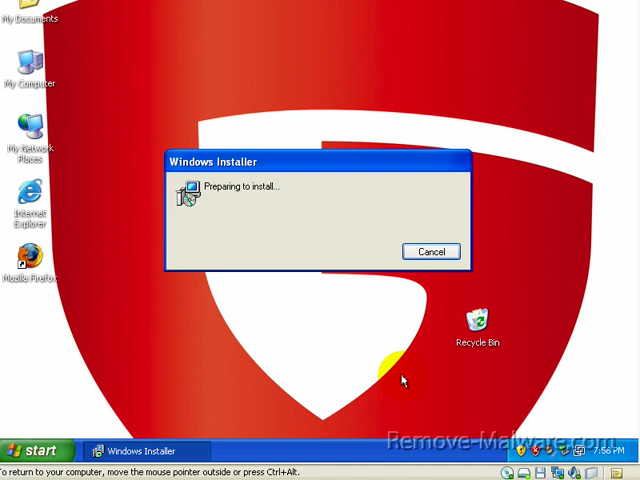 My Documents
My Computer
My Network
Places
Internet
Explorer
Mozilla Firefox
Windows Installer
Preparing to install...
Cancel
Recycle Bin
Remove-Malware.com
start
Windows Installer
7:56 PM
To return to your computer, move the mouse pointer outside or press Ctrl+Alt.